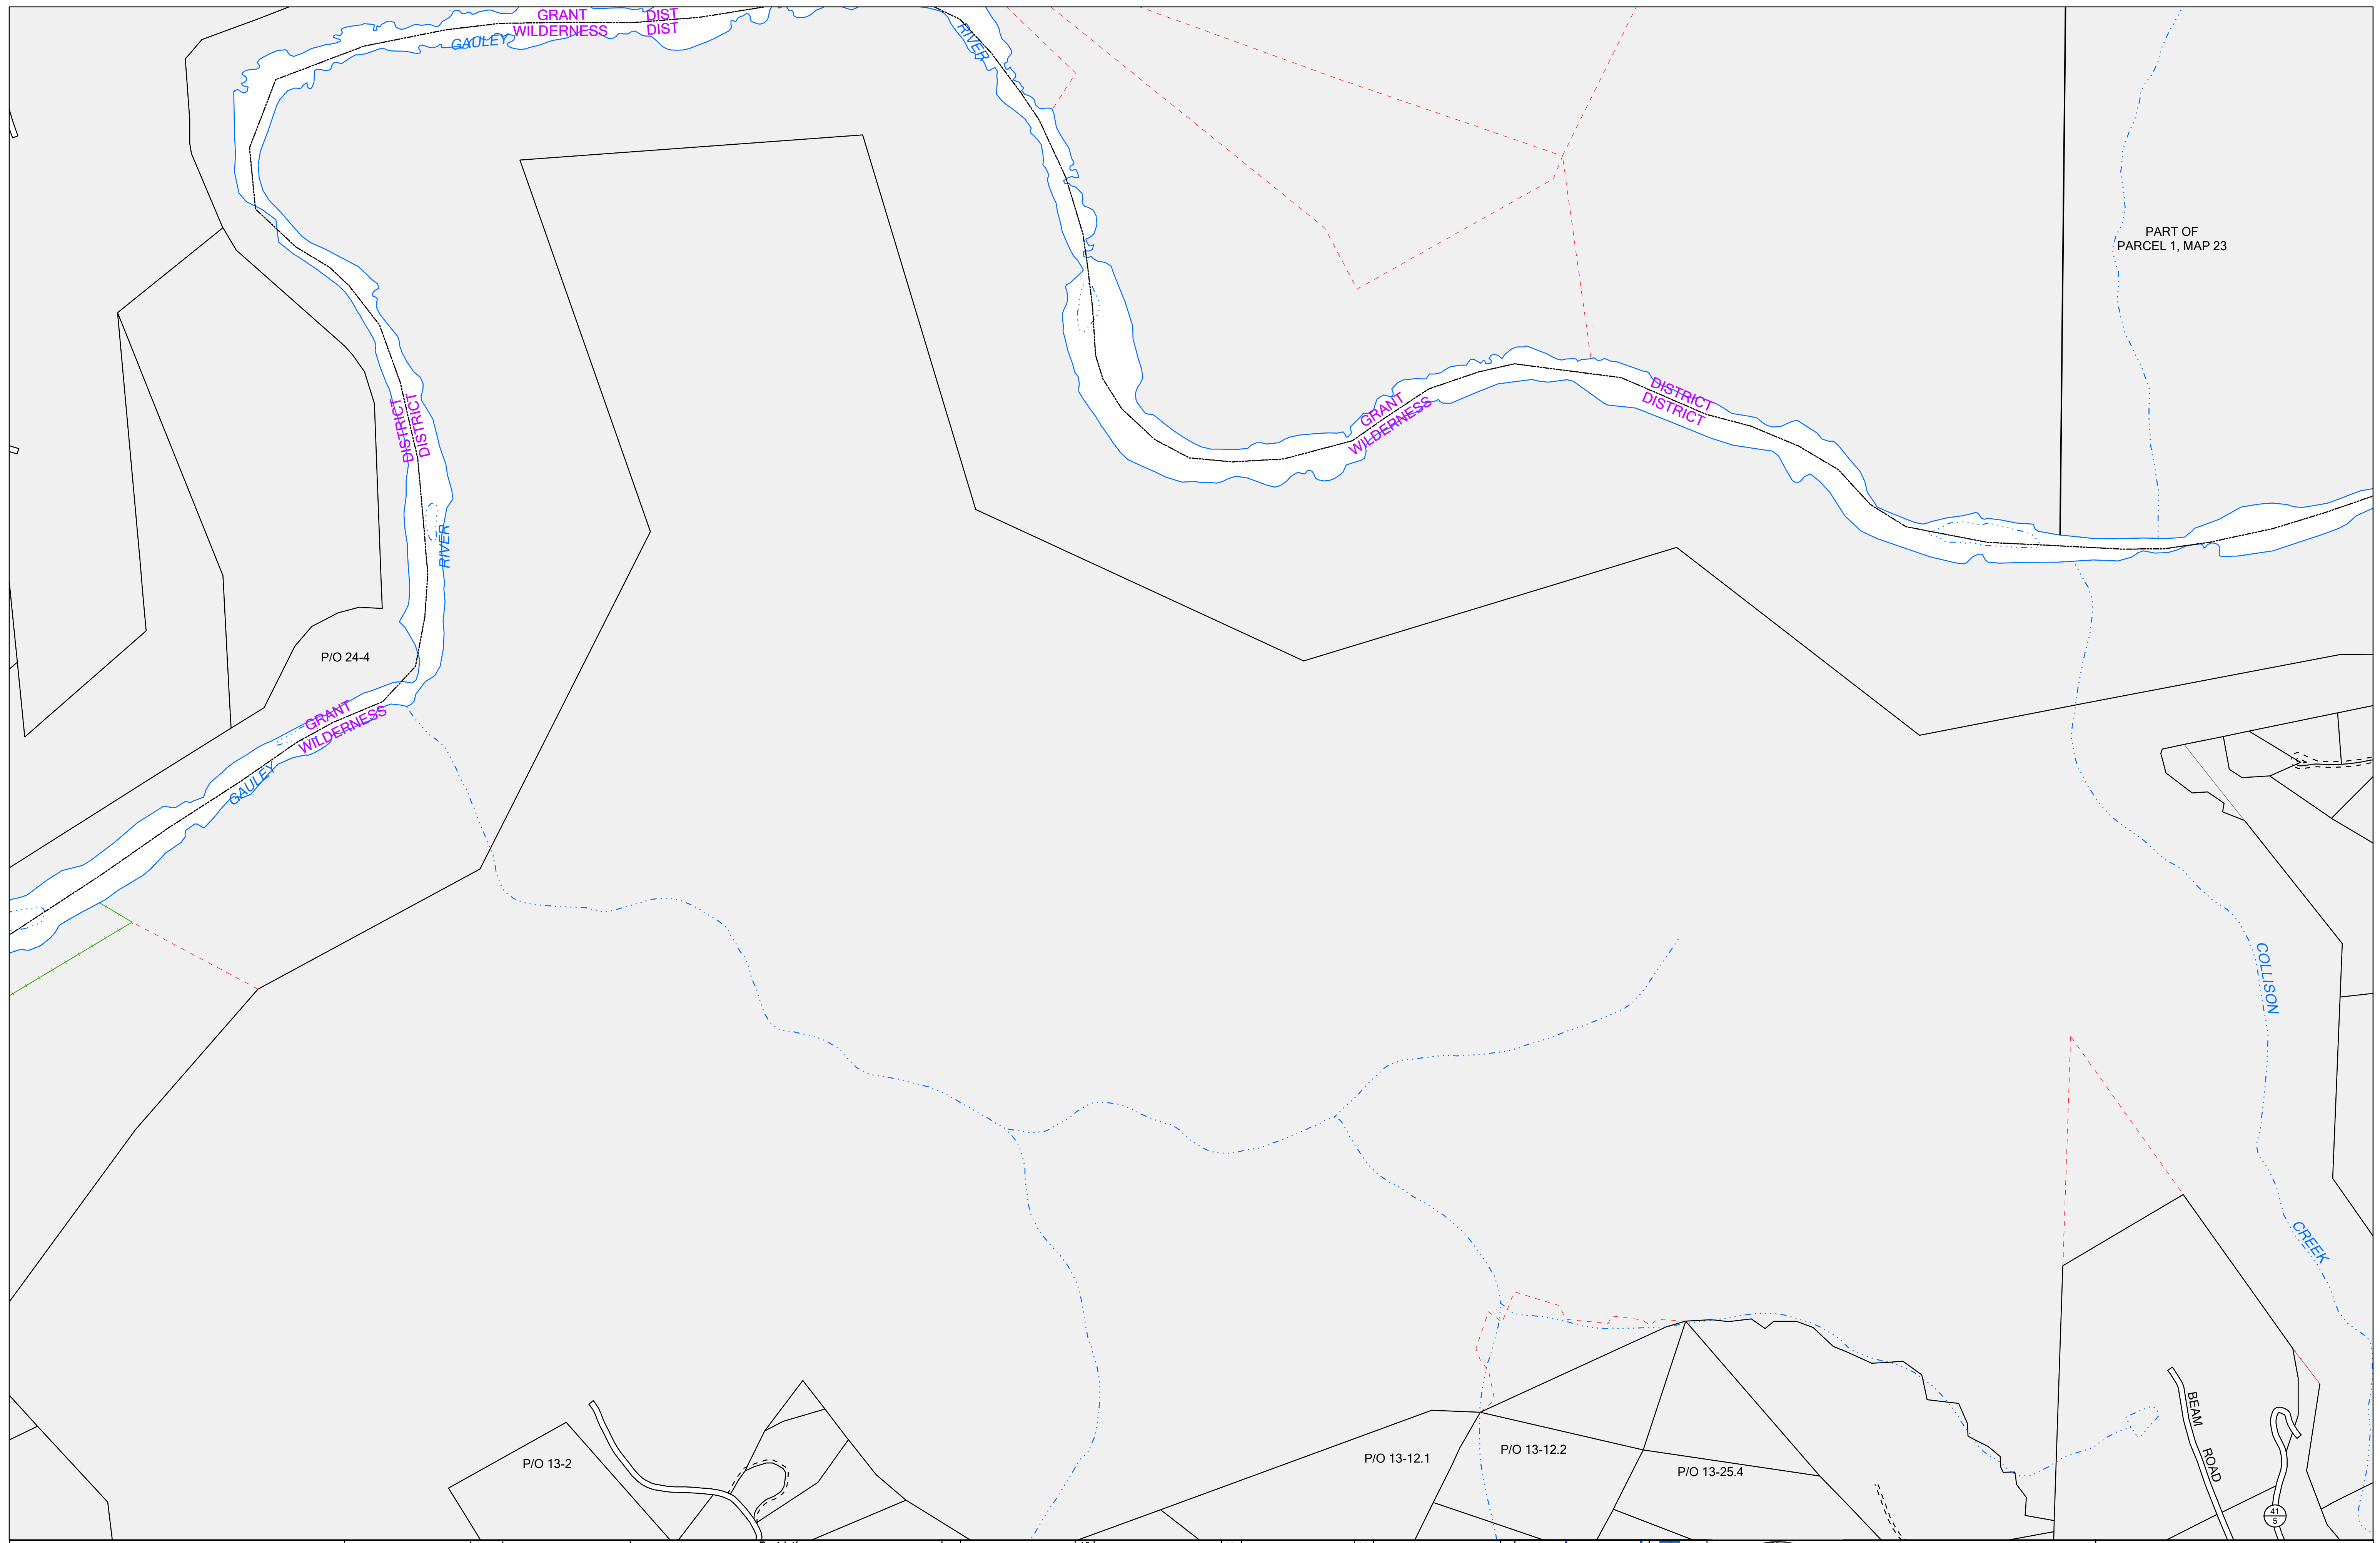 GRANT DIST
WILDERNESS DIST
GAULEY
RIVER
PART OF
PARCEL 1, MAP 23
DISTRICT
DISTRICT
GRANT
WILDERNESS
DISTRICT
DISTRICT
RIVER
P/O 24-4
GRANT
WILDERNESS
GAULEY
COLLISON
CREEK
BEAM
ROAD
P/O 13-2
P/O 13-12.1
P/O 13-12.2
P/O 13-25.4
41
5